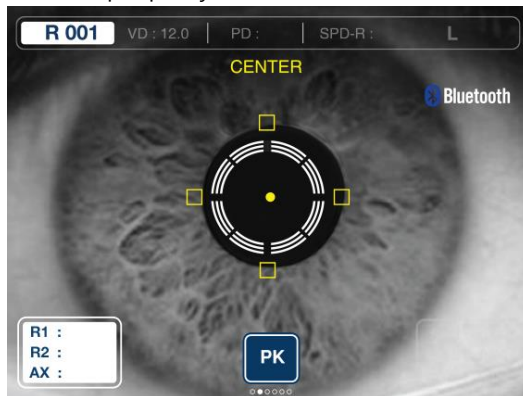 R 001 VD : 12.0 PD : SPD-R : L
CENTER
Bluetooth
R1 :
R2 :
AX :
PK